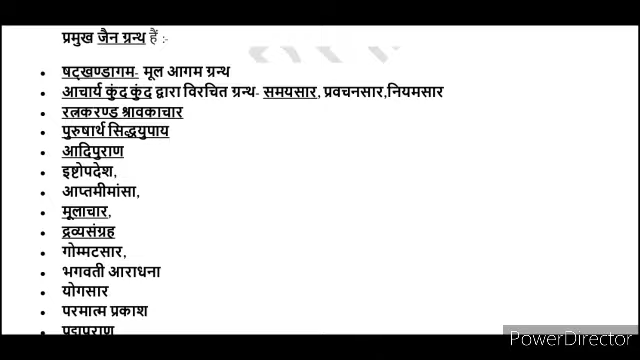 प्रमुख जैन ग्रन्थ हैं :-
• षट्खण्डागम- मूल आगम ग्रन्थ
• आचार्य कुंद कुंद द्वारा विरचित ग्रन्थ- समयसार, प्रवचनसार,नियमसार
• रत्नकरण्ड श्रावकाचार
• पुरुषार्थ सिद्धयुपाय
• आदिपुराण
• इष्टोपदेश,
• आप्तमीमांसा,
• मूलाचार,
• द्रव्यसंग्रह
• गोम्मटसार,
• भगवती आराधना
• योगसार
• परमात्म प्रकाश
• पद्मपुराण
PowerDirector